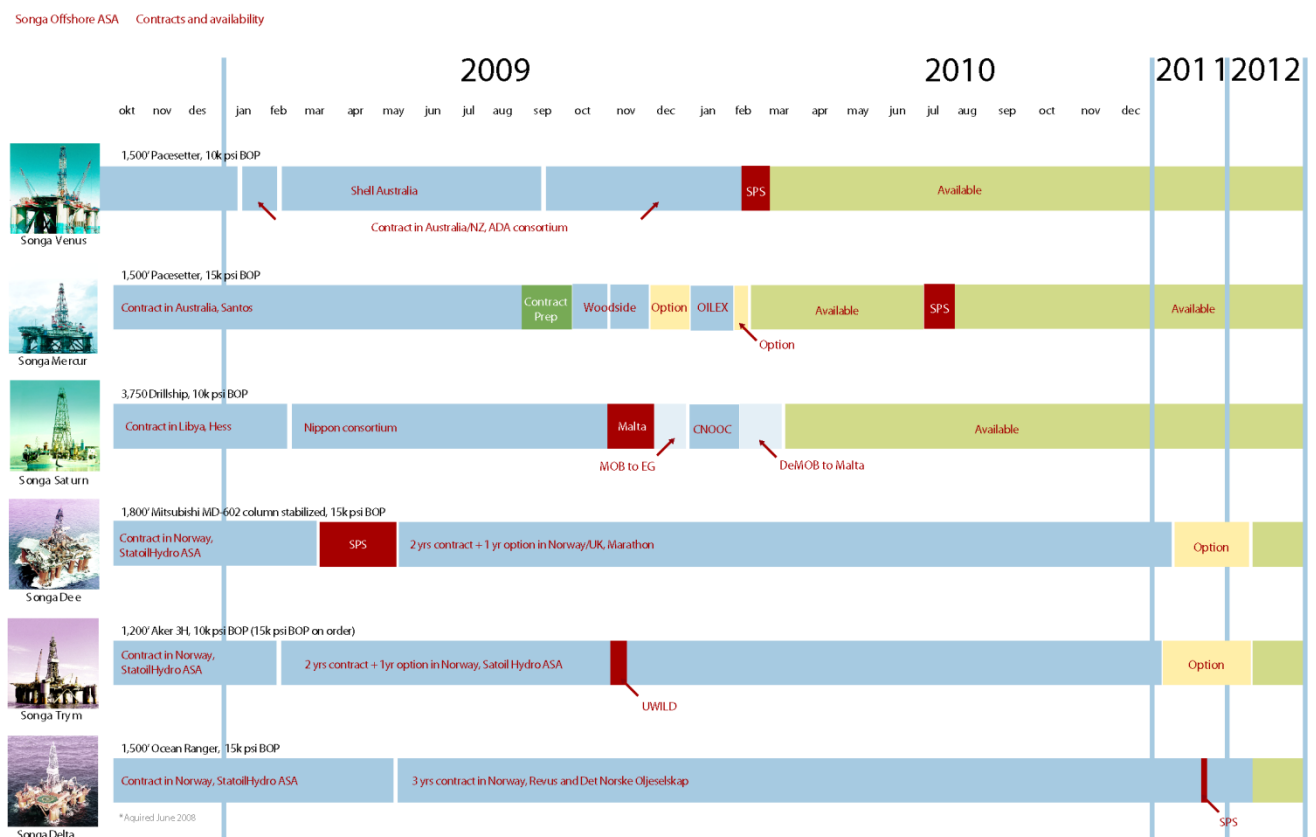 Songa Offshore ASA Contracts and availability
2009 2010 2011 2012
okt nov des jan feb mar apr may jun jul aug sep oct nov dec jan feb mar apr may jun jul aug sep oct nov dec
1,500' Pacesetter, 10k psi BOP
Shell Australia
SPS
Available
Contract in Australia/NZ, ADA consortium
Songa Venus
1,500' Pacesetter, 15k psi BOP
Contract in Australia, Santos
Contract
Prep
Woodside
Option
OILEX
Available
SPS
Available
Option
Songa Mercur
3,750 Drillship, 10k psi BOP
Contract in Libya, Hess
Nippon consortium
Malta
CNOOC
Available
MOB to EG
DeMOB to Malta
Songa Saturn
1,800' Mitsubishi MD-602 column stabilized, 15k psi BOP
Contract in Norway,
StatoilHydro ASA
SPS
2 yrs contract + 1 yr option in Norway/UK, Marathon
Option
Songa Dee
1,200' Aker 3H, 10k psi BOP (15k psi BOP on order)
Contract in Norway,
StatoilHydro ASA
2 yrs contract + 1yr option in Norway, Satoil Hydro ASA
Option
UWILD
Songa Trym
1,500' Ocean Ranger, 15k psi BOP
Contract in Norway, StatoilHydro ASA
3 yrs contract in Norway, Revus and Det Norske Oljeselskap
*Aquired June 2008
SPS
Songa Delta